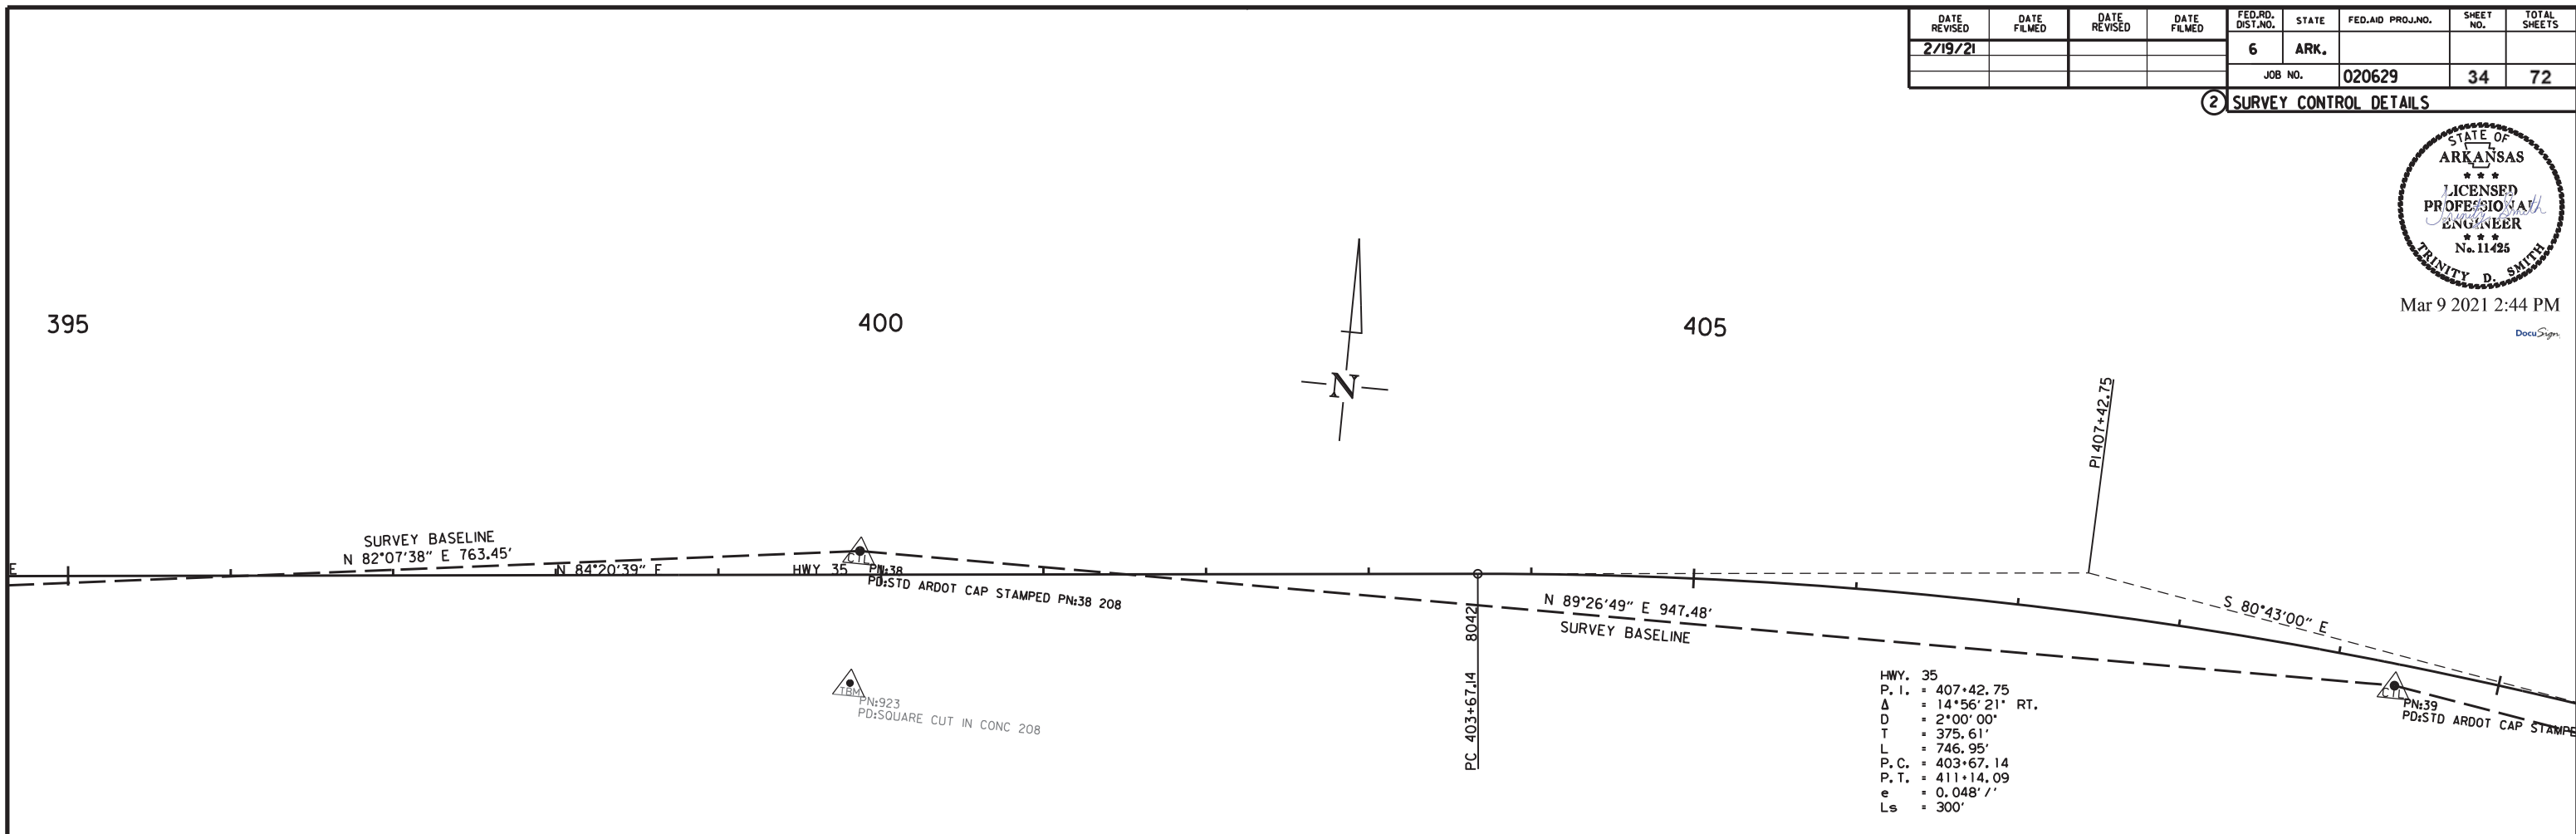 DATE REVISED DATE FILMED DATE REVISED DATE FILMED FED.RD. DIST.NO. STATE FED.AID PROJ.NO. SHEET NO. TOTAL SHEETS
2/19/21 6 ARK.
JOB NO. 020629 34 72
2 SURVEY CONTROL DETAILS
STATE OF
ARKANSAS
★ ★ ★
LICENSED
PROFESSIONAL
ENGINEER
★ ★ ★
No. 11425
TRINITY D. SMITH
Trinity Smith
Mar 9 2021 2:44 PM
DocuSign
395 400 405
N
PI 407+42.75
SURVEY BASELINE
N 82°07'38" E 763.45'
E
N 84°20'39" E
HWY 35
CTL
PN:38
PD:STD ARDOT CAP STAMPED PN:38 208
TBM
PN:923
PD:SQUARE CUT IN CONC 208
PC 403+67.14 8042
N 89°26'49" E 947.48'
SURVEY BASELINE
S 80°43'00" E
CTL
PN:39
PD:STD ARDOT CAP STAMPE
HWY. 35
P.I. = 407+42.75
Δ = 14°56'21" RT.
D = 2°00'00"
T = 375.61'
L = 746.95'
P.C. = 403+67.14
P.T. = 411+14.09
e = 0.048'/'
Ls = 300'